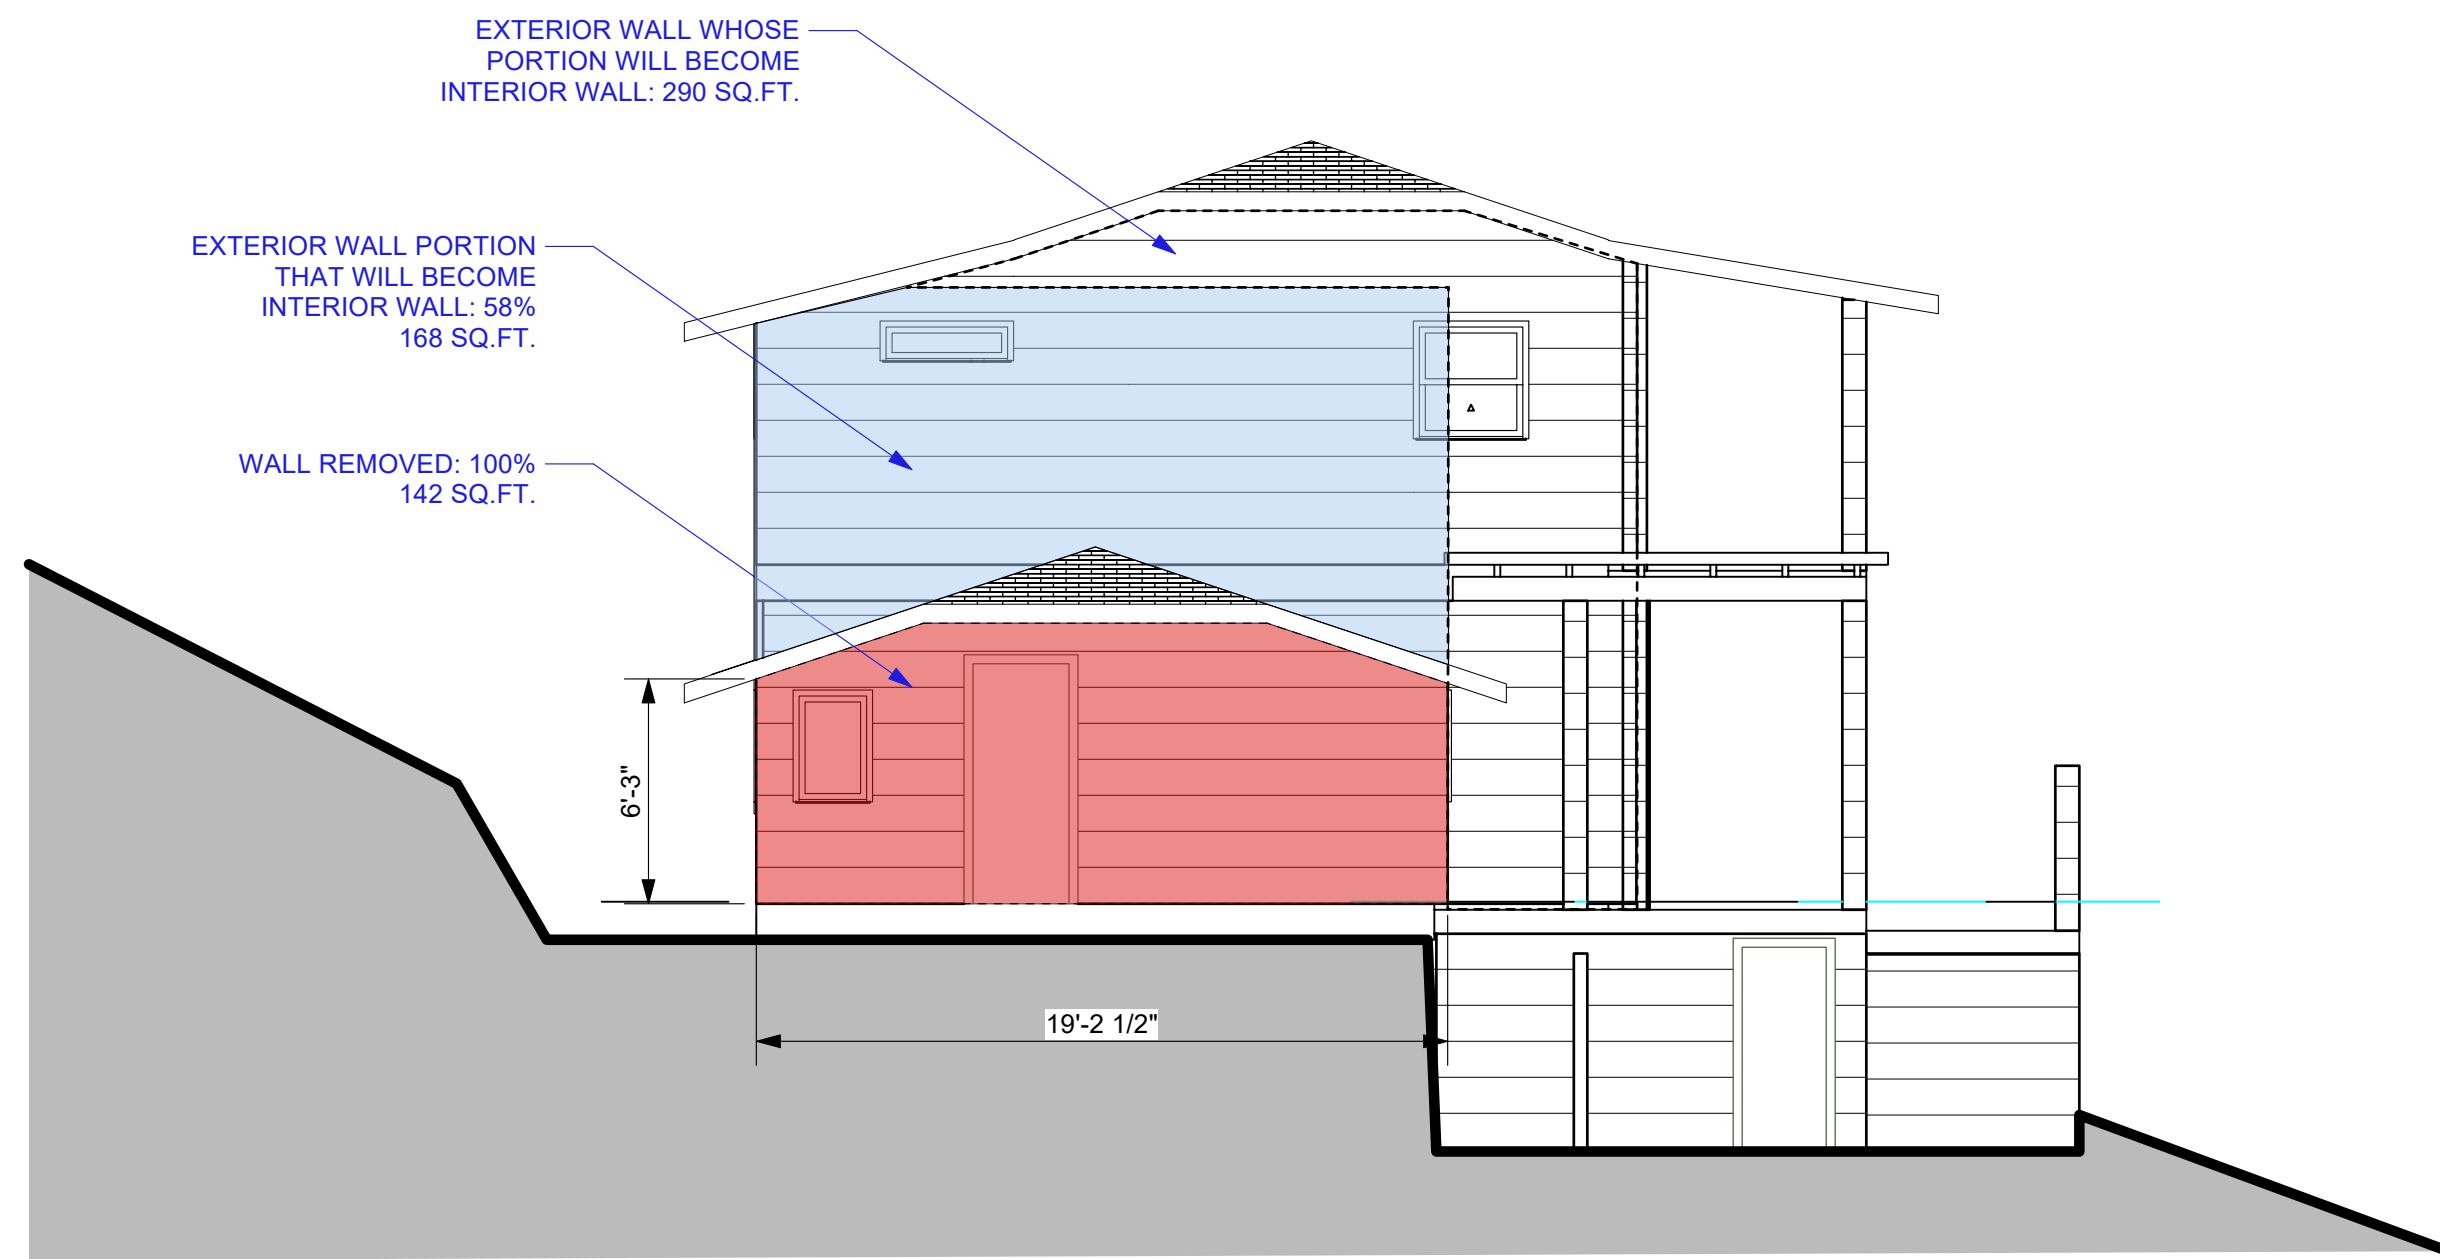 EXTERIOR WALL WHOSE
PORTION WILL BECOME
INTERIOR WALL: 290 SQ.FT.
EXTERIOR WALL PORTION
THAT WILL BECOME
INTERIOR WALL: 58%
168 SQ.FT.
WALL REMOVED: 100%
142 SQ.FT.
6'-3"
19'-2 1/2"